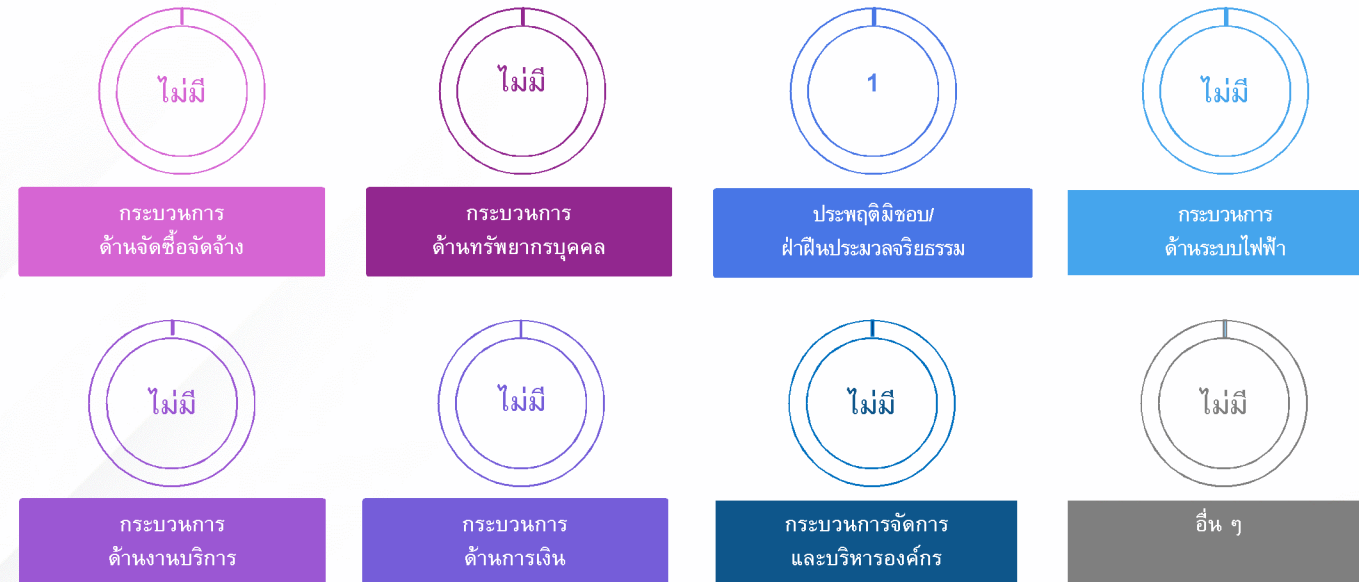 ไม่มี
ไม่มี
1
ไม่มี
กระบวนการ
ด้านจัดซื้อจัดจ้าง
กระบวนการ
ด้านทรัพยากรบุคคล
ประพฤติมิชอบ/
ฝ่าฝืนประมวลจริยธรรม
กระบวนการ
ด้านระบบไฟฟ้า
ไม่มี
ไม่มี
ไม่มี
ไม่มี
กระบวนการ
ด้านงานบริการ
กระบวนการ
ด้านการเงิน
กระบวนการจัดการ
และบริหารองค์กร
อื่น ๆ